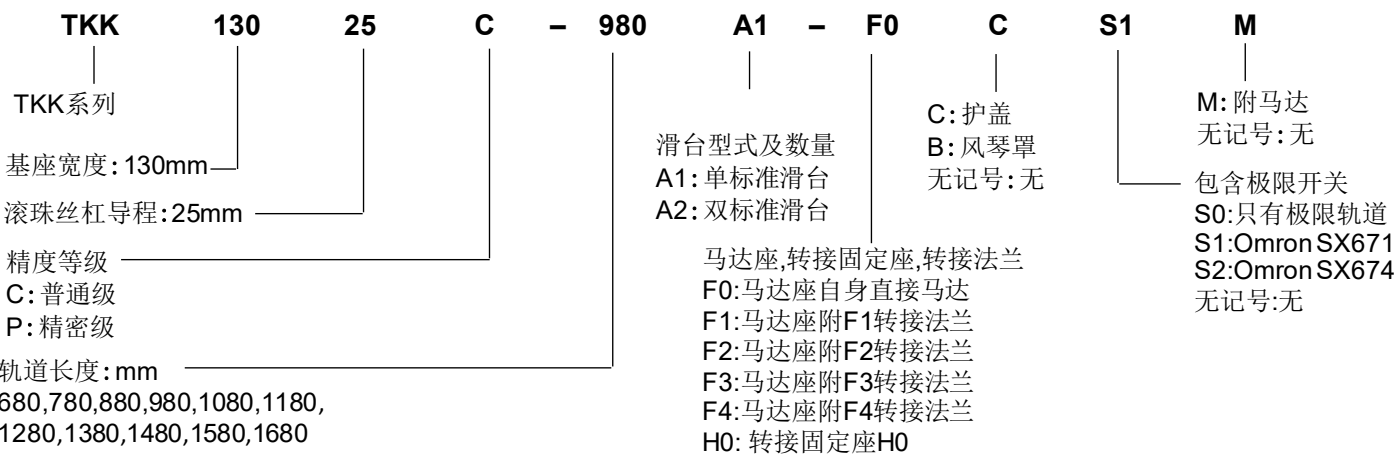 TKK 130 25 C – 980 A1 – F0 C S1 M
TKK系列
基座宽度:130mm
滚珠丝杠导程:25mm
精度等级
C:普通级
P:精密级
轨道长度:mm
680,780,880,980,1080,1180,
1280,1380,1480,1580,1680
滑台型式及数量
A1:单标准滑台
A2:双标准滑台
马达座,转接固定座,转接法兰
F0:马达座自身直接马达
F1:马达座附F1转接法兰
F2:马达座附F2转接法兰
F3:马达座附F3转接法兰
F4:马达座附F4转接法兰
H0: 转接固定座H0
C:护盖
B:风琴罩
无记号:无
包含极限开关
S0:只有极限轨道
S1:Omron SX671
S2:Omron SX674
无记号:无
M:附马达
无记号:无